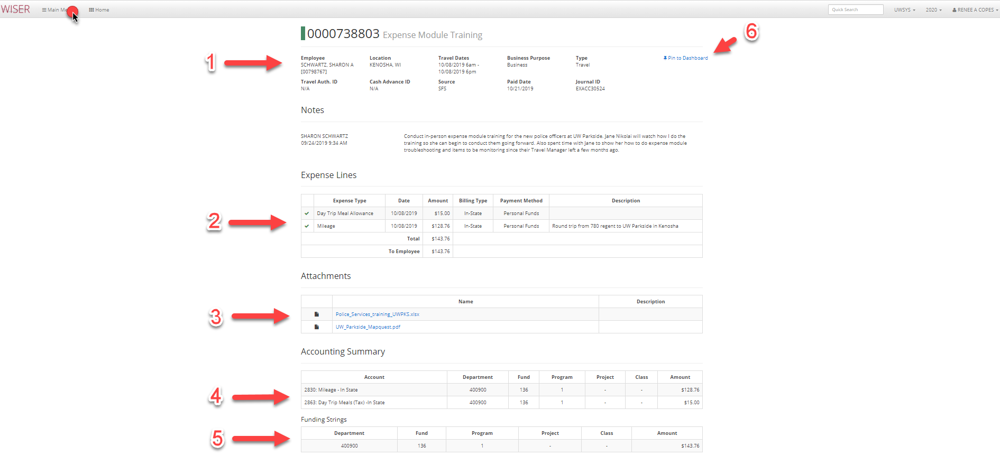 WISER Main Me Home Quick Search UWSYS 2020 RENEE A COPES
0000738803 Expense Module Training
6
1
Employee Location Travel Dates Business Purpose Type Pin to Dashboard
SCHWARTZ, SHARON A KENOSHA, WI 10/08/2019 6am - Business Travel
[00798767] 10/08/2019 6pm
Travel Auth. ID Cash Advance ID Source Paid Date Journal ID
N/A N/A SFS 10/21/2019 EXACC30524
Notes
SHARON SCHWARTZ Conduct in-person expense module training for the new police officers at UW Parkside. Jane Nikolai will watch how I do the
09/24/2019 9:34 AM training so she can begin to conduct them going forward. Also spent time with Jane to show her how to do expense module
troubleshooting and items to be monitoring since their Travel Manager left a few months ago.
Expense Lines
Expense Type Date Amount Billing Type Payment Method Description
Day Trip Meal Allowance 10/08/2019 $15.00 In-State Personal Funds
2
Mileage 10/08/2019 $128.76 In-State Personal Funds Round trip from 780 regent to UW Parkside in Kenosha
Total $143.76
To Employee $143.76
Attachments
Name Description
3
Police_Services_training_UWPKS.xlsx
UW_Parkside_Mapquest.pdf
Accounting Summary
Account Department Fund Program Project Class Amount
2830: Mileage - In State 400900 136 1 - - $128.76
4
2863: Day Trip Meals (Tax) -In State 400900 136 1 - - $15.00
Funding Strings
Department Fund Program Project Class Amount
5
400900 136 1 - - $143.76